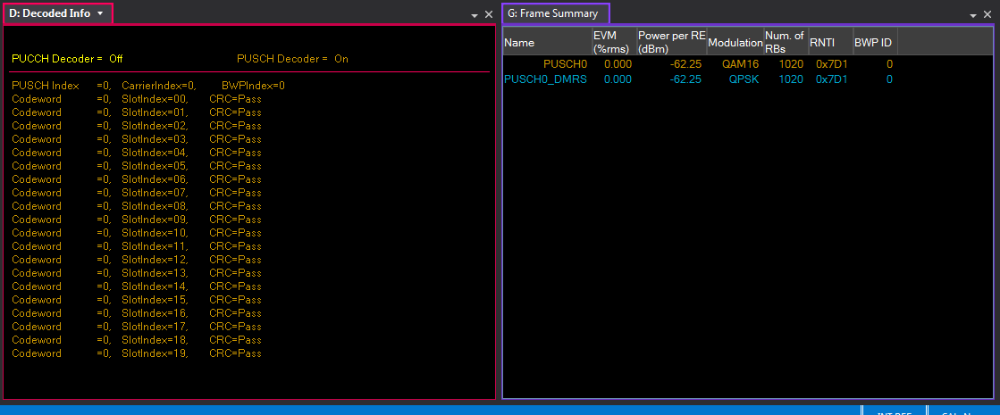 D: Decoded Info
PUCCH Decoder = Off PUSCH Decoder = On
PUSCH Index =0, CarrierIndex=0, BWPIndex=0
Codeword =0, SlotIndex=00, CRC=Pass
Codeword =0, SlotIndex=01, CRC=Pass
Codeword =0, SlotIndex=02, CRC=Pass
Codeword =0, SlotIndex=03, CRC=Pass
Codeword =0, SlotIndex=04, CRC=Pass
Codeword =0, SlotIndex=05, CRC=Pass
Codeword =0, SlotIndex=06, CRC=Pass
Codeword =0, SlotIndex=07, CRC=Pass
Codeword =0, SlotIndex=08, CRC=Pass
Codeword =0, SlotIndex=09, CRC=Pass
Codeword =0, SlotIndex=10, CRC=Pass
Codeword =0, SlotIndex=11, CRC=Pass
Codeword =0, SlotIndex=12, CRC=Pass
Codeword =0, SlotIndex=13, CRC=Pass
Codeword =0, SlotIndex=14, CRC=Pass
Codeword =0, SlotIndex=15, CRC=Pass
Codeword =0, SlotIndex=16, CRC=Pass
Codeword =0, SlotIndex=17, CRC=Pass
Codeword =0, SlotIndex=18, CRC=Pass
Codeword =0, SlotIndex=19, CRC=Pass
G: Frame Summary
Name EVM (%rms) Power per RE (dBm) Modulation Num. of RBs RNTI BWP ID
PUSCH0 0.000 -62.25 QAM16 1020 0x7D1 0
PUSCH0_DMRS 0.000 -62.25 QPSK 1020 0x7D1 0